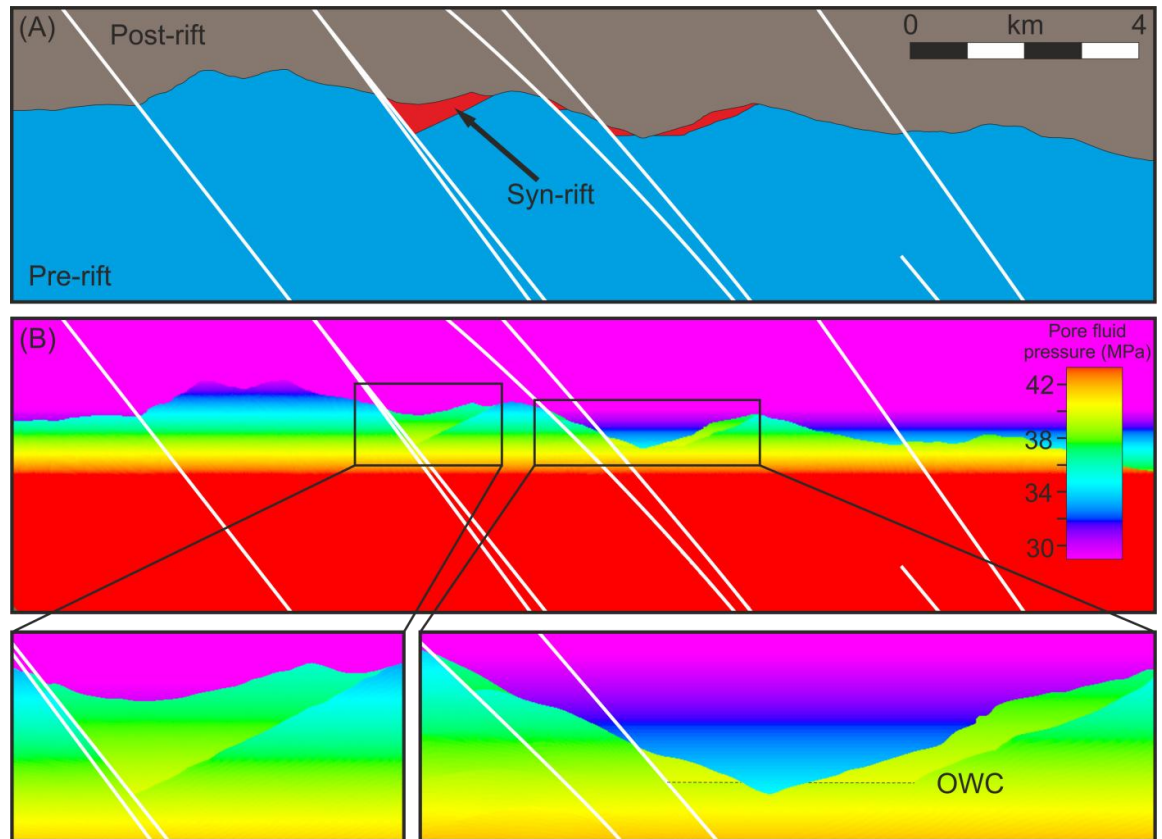 (A)
Post-rift
0 km 4
Syn-rift
Pre-rift
(B)
Pore fluid
pressure (MPa)
42
38
34
30
OWC